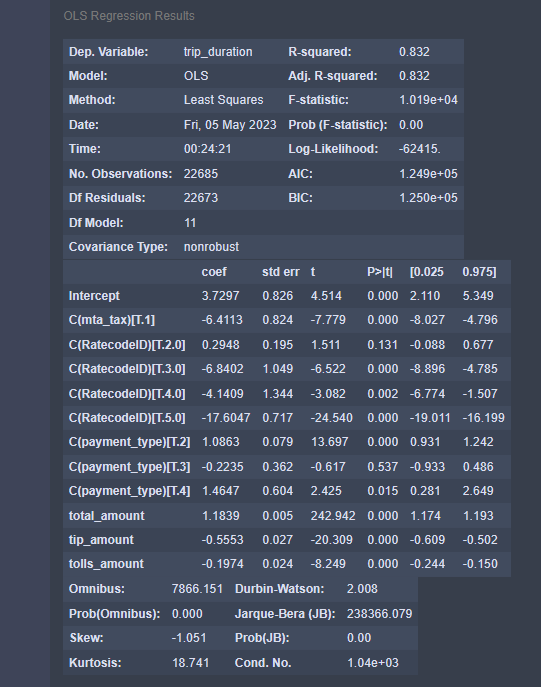 OLS Regression Results
Dep. Variable: trip_duration R-squared: 0.832
Model: OLS Adj. R-squared: 0.832
Method: Least Squares F-statistic: 1.019e+04
Date: Fri, 05 May 2023 Prob (F-statistic): 0.00
Time: 00:24:21 Log-Likelihood: -62415.
No. Observations: 22685 AIC: 1.249e+05
Df Residuals: 22673 BIC: 1.250e+05
Df Model: 11
Covariance Type: nonrobust
coef std err t P>|t| [0.025 0.975]
Intercept 3.7297 0.826 4.514 0.000 2.110 5.349
C(mta_tax)[T.1] -6.4113 0.824 -7.779 0.000 -8.027 -4.796
C(RatecodeID)[T.2.0] 0.2948 0.195 1.511 0.131 -0.088 0.677
C(RatecodeID)[T.3.0] -6.8402 1.049 -6.522 0.000 -8.896 -4.785
C(RatecodeID)[T.4.0] -4.1409 1.344 -3.082 0.002 -6.774 -1.507
C(RatecodeID)[T.5.0] -17.6047 0.717 -24.540 0.000 -19.011 -16.199
C(payment_type)[T.2] 1.0863 0.079 13.697 0.000 0.931 1.242
C(payment_type)[T.3] -0.2235 0.362 -0.617 0.537 -0.933 0.486
C(payment_type)[T.4] 1.4647 0.604 2.425 0.015 0.281 2.649
total_amount 1.1839 0.005 242.942 0.000 1.174 1.193
tip_amount -0.5553 0.027 -20.309 0.000 -0.609 -0.502
tolls_amount -0.1974 0.024 -8.249 0.000 -0.244 -0.150
Omnibus: 7866.151 Durbin-Watson: 2.008
Prob(Omnibus): 0.000 Jarque-Bera (JB): 238366.079
Skew: -1.051 Prob(JB): 0.00
Kurtosis: 18.741 Cond. No. 1.04e+03